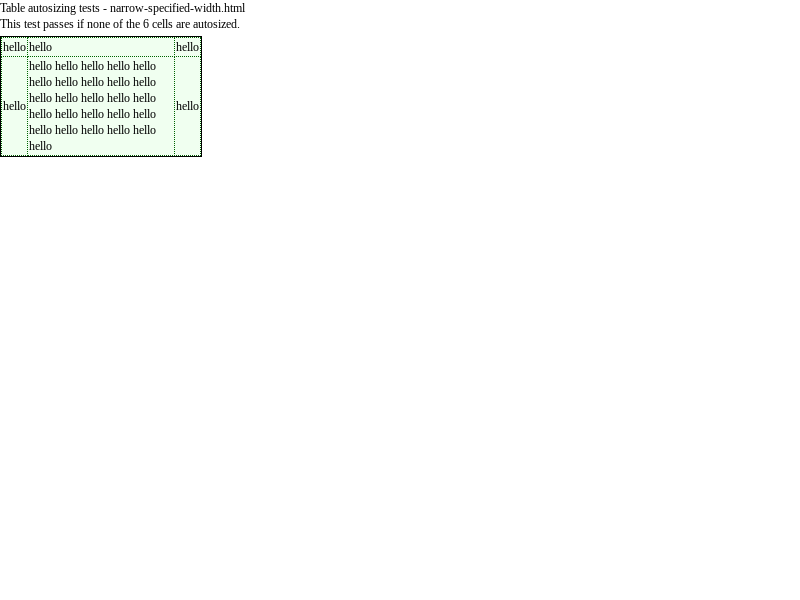 Table autosizing tests - narrow-specified-width.html
This test passes if none of the 6 cells are autosized.
hello hello hello
hello hello hello hello hello
hello hello hello hello hello
hello hello hello hello hello
hello hello hello hello hello hello hello
hello hello hello hello hello
hello